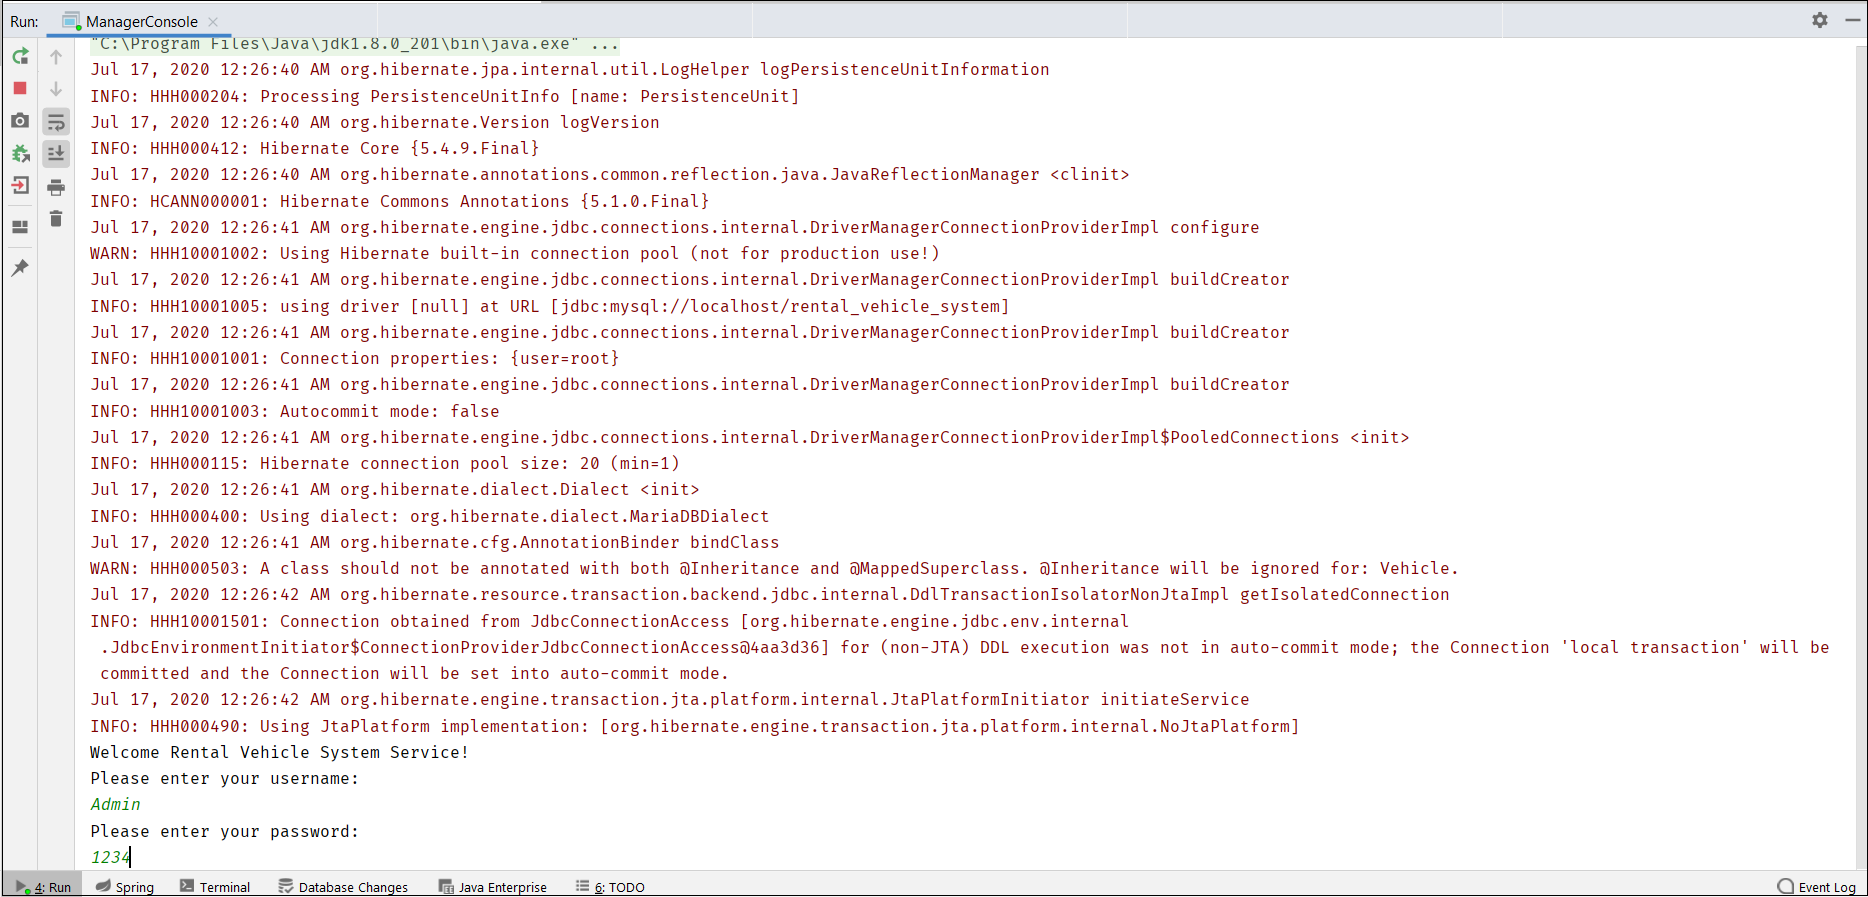 Run: ManagerConsole
"C:\Program Files\Java\jdk1.8.0_201\bin\java.exe" ...
Jul 17, 2020 12:26:40 AM org.hibernate.jpa.internal.util.LogHelper logPersistenceUnitInformation
INFO: HHH000204: Processing PersistenceUnitInfo [name: PersistenceUnit]
Jul 17, 2020 12:26:40 AM org.hibernate.Version logVersion
INFO: HHH000412: Hibernate Core {5.4.9.Final}
Jul 17, 2020 12:26:40 AM org.hibernate.annotations.common.reflection.java.JavaReflectionManager <clinit>
INFO: HCANN000001: Hibernate Commons Annotations {5.1.0.Final}
Jul 17, 2020 12:26:41 AM org.hibernate.engine.jdbc.connections.internal.DriverManagerConnectionProviderImpl configure
WARN: HHH10001002: Using Hibernate built-in connection pool (not for production use!)
Jul 17, 2020 12:26:41 AM org.hibernate.engine.jdbc.connections.internal.DriverManagerConnectionProviderImpl buildCreator
INFO: HHH10001005: using driver [null] at URL [jdbc:mysql://localhost/rental_vehicle_system]
Jul 17, 2020 12:26:41 AM org.hibernate.engine.jdbc.connections.internal.DriverManagerConnectionProviderImpl buildCreator
INFO: HHH10001001: Connection properties: {user=root}
Jul 17, 2020 12:26:41 AM org.hibernate.engine.jdbc.connections.internal.DriverManagerConnectionProviderImpl buildCreator
INFO: HHH10001003: Autocommit mode: false
Jul 17, 2020 12:26:41 AM org.hibernate.engine.jdbc.connections.internal.DriverManagerConnectionProviderImpl$PooledConnections <init>
INFO: HHH000115: Hibernate connection pool size: 20 (min=1)
Jul 17, 2020 12:26:41 AM org.hibernate.dialect.Dialect <init>
INFO: HHH000400: Using dialect: org.hibernate.dialect.MariaDBDialect
Jul 17, 2020 12:26:41 AM org.hibernate.cfg.AnnotationBinder bindClass
WARN: HHH000503: A class should not be annotated with both @Inheritance and @MappedSuperclass. @Inheritance will be ignored for: Vehicle.
Jul 17, 2020 12:26:42 AM org.hibernate.resource.transaction.backend.jdbc.internal.DdlTransactionIsolatorNonJtaImpl getIsolatedConnection
INFO: HHH10001501: Connection obtained from JdbcConnectionAccess [org.hibernate.engine.jdbc.env.internal
.JdbcEnvironmentInitiator$ConnectionProviderJdbcConnectionAccess@4aa3d36] for (non-JTA) DDL execution was not in auto-commit mode; the Connection 'local transaction' will be
committed and the Connection will be set into auto-commit mode.
Jul 17, 2020 12:26:42 AM org.hibernate.engine.transaction.jta.platform.internal.JtaPlatformInitiator initiateService
INFO: HHH000490: Using JtaPlatform implementation: [org.hibernate.engine.transaction.jta.platform.internal.NoJtaPlatform]
Welcome Rental Vehicle System Service!
Please enter your username:
Admin
Please enter your password:
1234
4: Run Spring Terminal Database Changes Java Enterprise 6: TODO Event Log